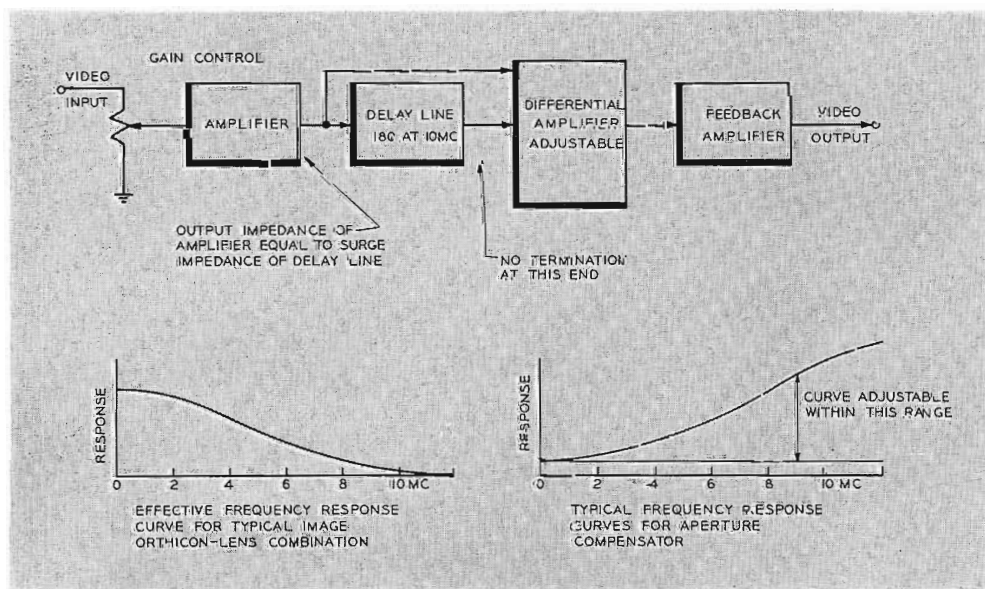 GAIN CONTROL
VIDEO
INPUT
AMPLIFIER
DELAY LINE
180 AT 10MC
DIFFERENTIAL
AMPLIFIER
ADJUSTABLE
FEEDBACK
AMPLIFIER
VIDEO
OUTPUT
OUTPUT IMPEDANCE OF
AMPLIFIER EQUAL TO SURGE
IMPEDANCE OF DELAY LINE
NO TERMINATION
AT THIS END
RESPONSE
0 2 4 6 8 10 MC
EFFECTIVE FREQUENCY RESPONSE
CURVE FOR TYPICAL IMAGE
ORTHICON-LENS COMBINATION
RESPONSE
CURVE ADJUSTABLE
WITHIN THIS RANGE
0 2 4 6 8 10 MC
TYPICAL FREQUENCY RESPONSE
CURVES FOR APERTURE
COMPENSATOR